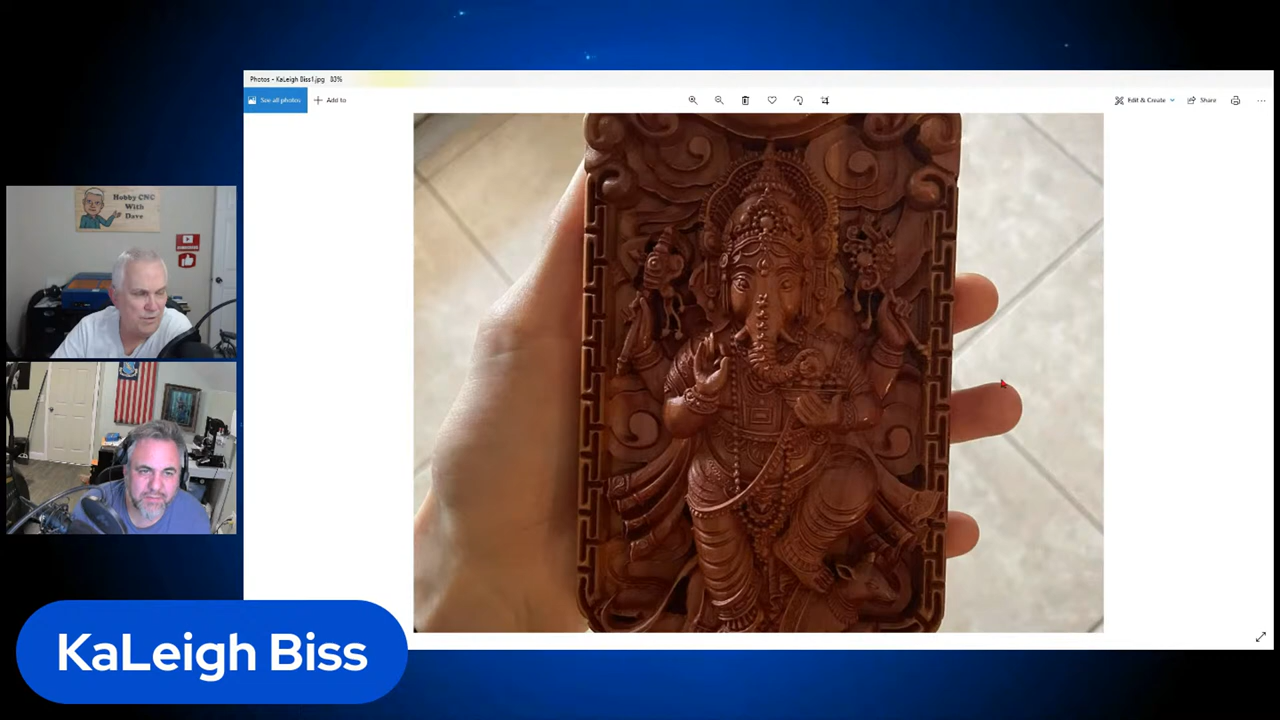 Photos - KaLeigh Biss1.jpg 83%
See all photos
Add to
Edit & Create
Share
Hobby CNC
With
Dave
SUBSCRIBE
KaLeigh Biss